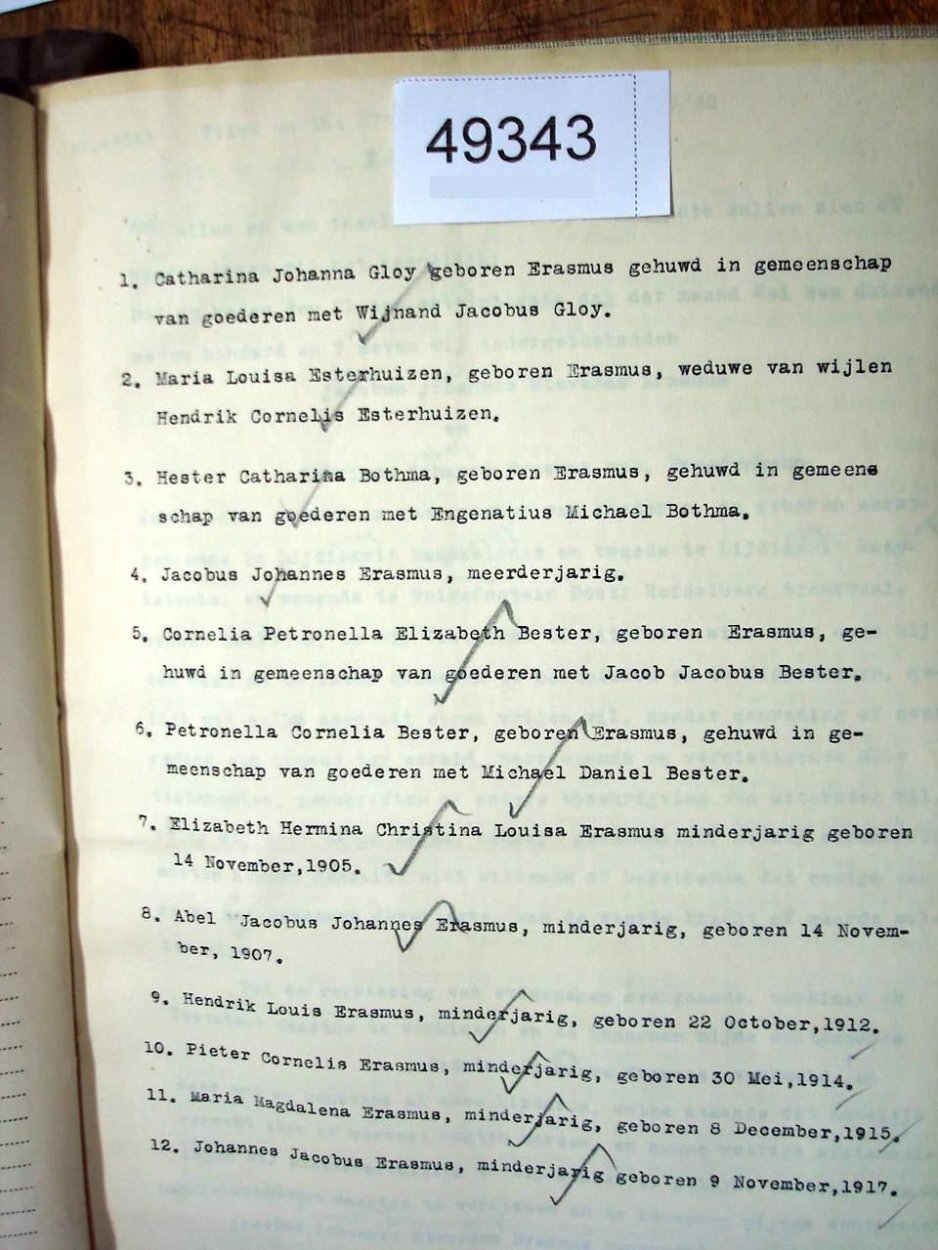 49343
1. Catharina Johanna Gloy geboren Erasmus gehuwd in gemeenschap
van goederen met Wijnand Jacobus Gloy.
2. Maria Louisa Esterhuizen, geboren Erasmus, weduwe van wijlen
Hendrik Cornelis Esterhuizen.
3. Hester Catharina Bothma, geboren Erasmus, gehuwd in gemeens
schap van goederen met Engenatius Michael Bothma.
4. Jacobus Johannes Erasmus, meerderjarig.
5. Cornelia Petronella Elizabeth Bester, geboren Erasmus, ge-
huwd in gemeenschap van goederen met Jacob Jacobus Bester.
6. Petronella Cornelia Bester, geboren Erasmus, gehuwd in ge-
meenschap van goederen met Michael Daniel Bester.
7. Elizabeth Hermina Christina Louisa Erasmus minderjarig geboren
14 November,1905.
8. Abel Jacobus Johannes Erasmus, minderjarig, geboren 14 Novem-
ber, 1907.
9. Hendrik Louis Erasmus, minderjarig, geboren 22 October,1912.
10. Pieter Cornelis Erasmus, minderjarig, geboren 30 Mei,1914.
11. Maria Magdalena Erasmus, minderjarig, geboren 8 December,1915.
12. Johannes Jacobus Erasmus, minderjarig geboren 9 November,1917.